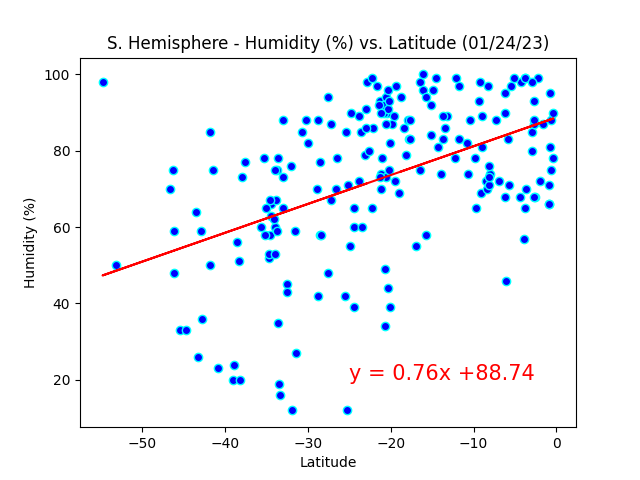 S. Hemisphere - Humidity (%) vs. Latitude (01/24/23)
100
80
60
40
20
Humidity (%)
y = 0.76x +88.74
−50 −40 −30 −20 −10 0
Latitude